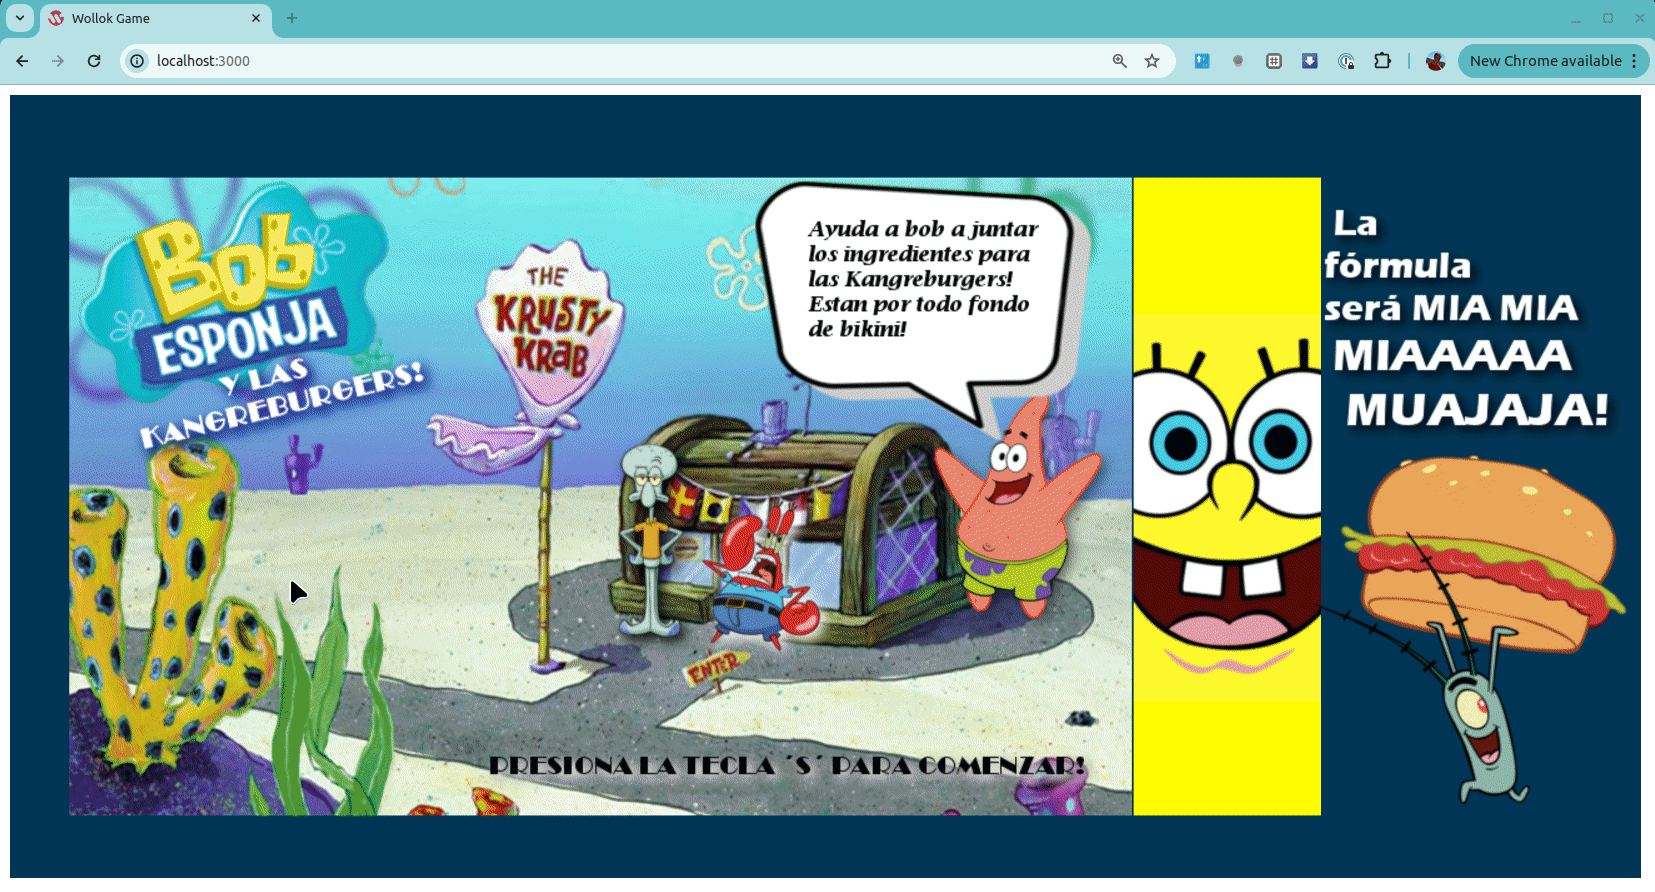 Wollok Game
localhost:3000
New Chrome available
Bob
ESPONJA
Y LAS
KANGREBURGERS!
THE
KRUSTY
KRAB
Ayuda a bob a juntar
los ingredientes para
las Kangreburgers!
Estan por todo fondo
de bikini!
ENTER
PRESIONA LA TECLA ´S´ PARA COMENZAR!
La
fórmula
será MIA MIA
MIAAAAA
MUAJAJA!